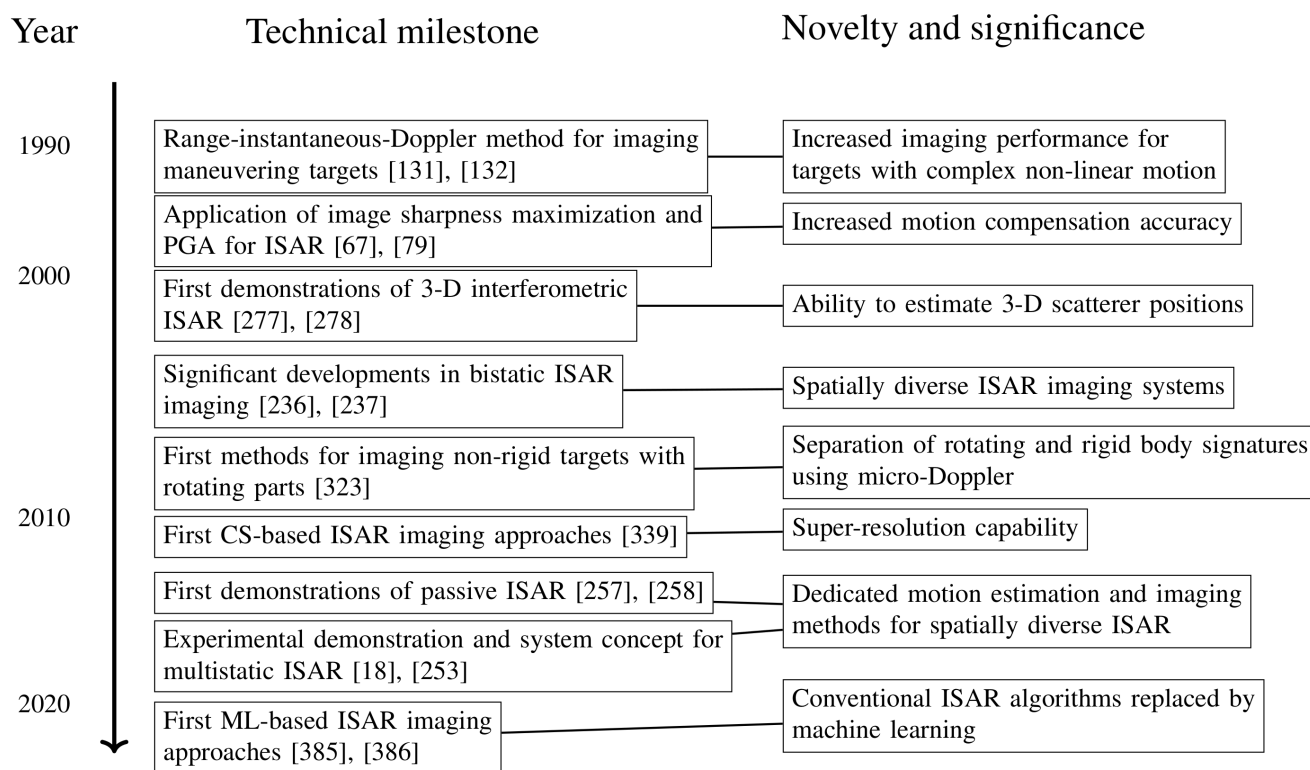 Year
Technical milestone
Novelty and significance
1990
Range-instantaneous-Doppler method for imaging
maneuvering targets [131], [132]
Increased imaging performance for
targets with complex non-linear motion
Application of image sharpness maximization and
PGA for ISAR [67], [79]
Increased motion compensation accuracy
2000
First demonstrations of 3-D interferometric
ISAR [277], [278]
Ability to estimate 3-D scatterer positions
Significant developments in bistatic ISAR
imaging [236], [237]
Spatially diverse ISAR imaging systems
First methods for imaging non-rigid targets with
rotating parts [323]
Separation of rotating and rigid body signatures
using micro-Doppler
2010
First CS-based ISAR imaging approaches [339]
Super-resolution capability
First demonstrations of passive ISAR [257], [258]
Experimental demonstration and system concept for
multistatic ISAR [18], [253]
Dedicated motion estimation and imaging
methods for spatially diverse ISAR
2020
First ML-based ISAR imaging
approaches [385], [386]
Conventional ISAR algorithms replaced by
machine learning